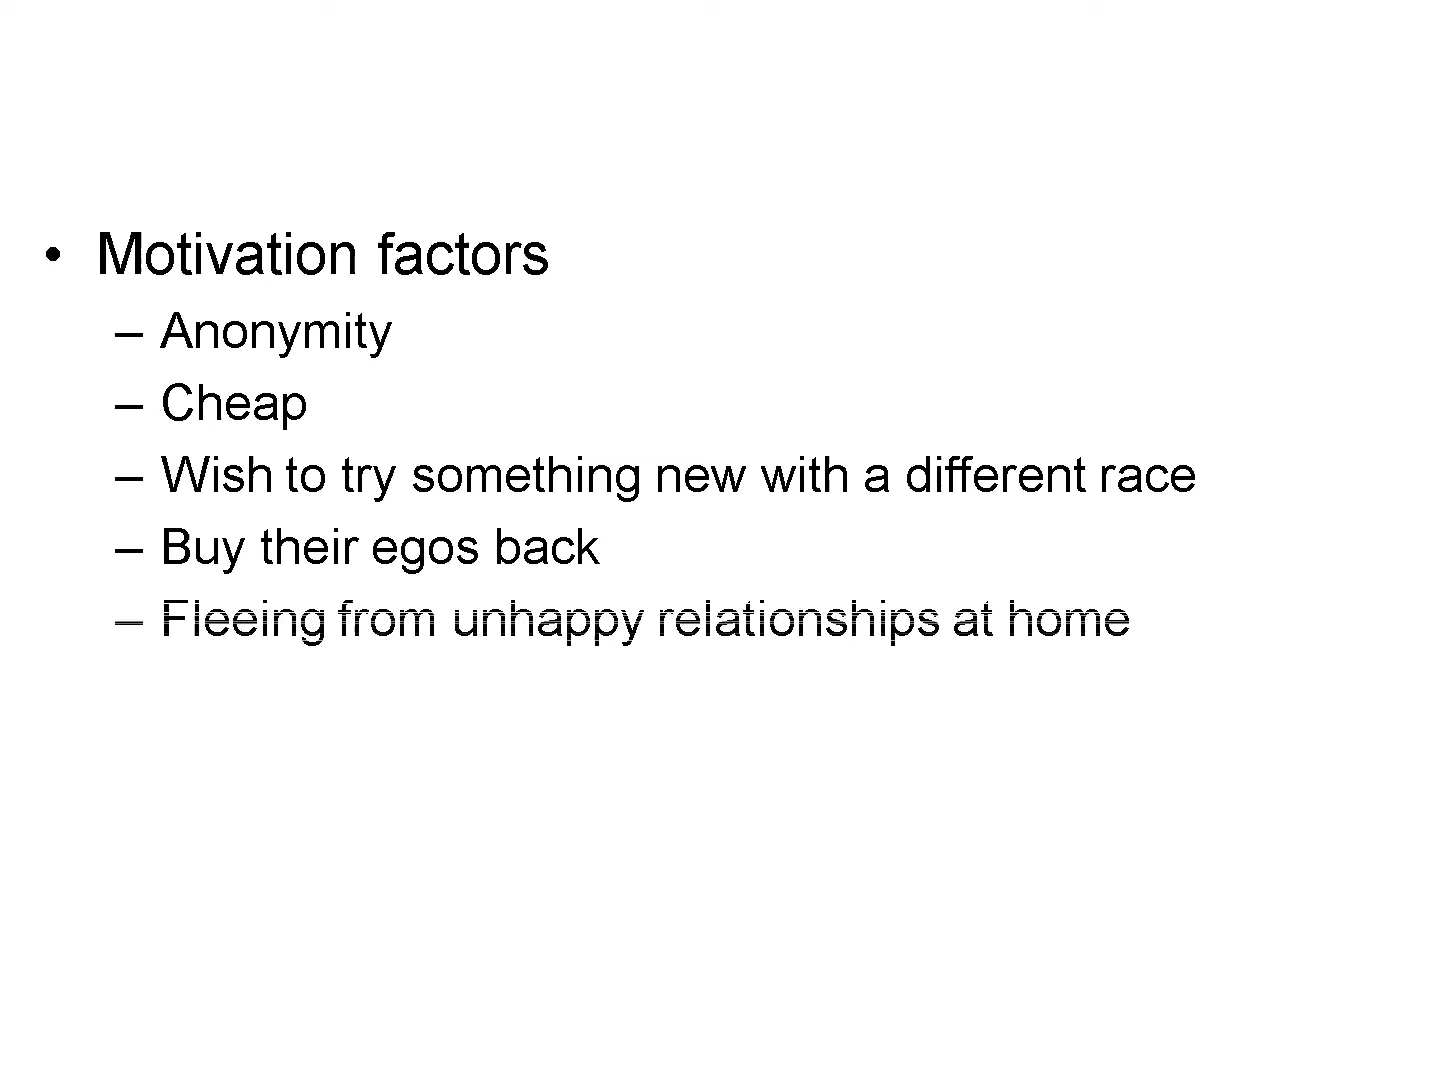 • Motivation factors
– Anonymity
– Cheap
– Wish to try something new with a different race
– Buy their egos back
– Fleeing from unhappy relationships at home